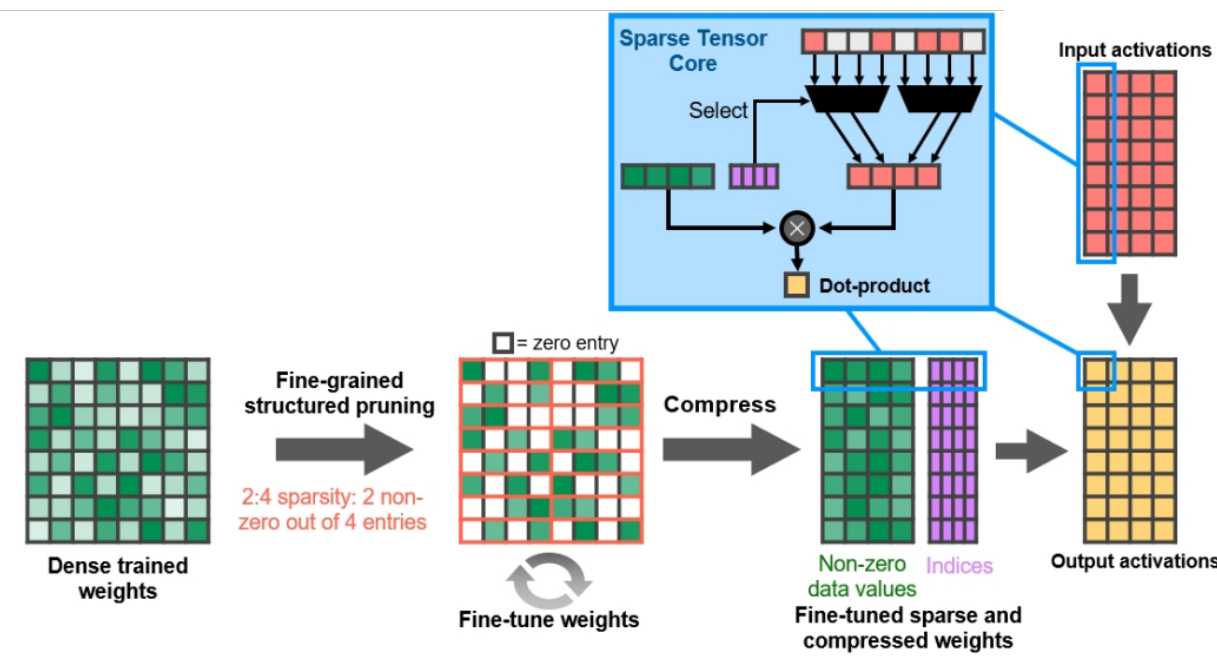 Sparse Tensor
Core
Input activations
Select
Dot-product
= zero entry
Fine-grained
structured pruning
2:4 sparsity: 2 non-
zero out of 4 entries
Compress
Dense trained
weights
Fine-tune weights
Non-zero
data values
Indices
Fine-tuned sparse and
compressed weights
Output activations